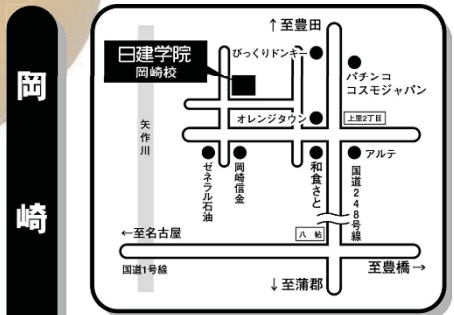 岡崎
↑至豊田
日建学院
岡崎校
びっくりドンキー
パチンコ
コスモジャパン
矢作川
オレンジタウン
上里2丁目
ゼネラル石油
岡崎信金
和食さと
アルテ
国道248号線
←至名古屋
八 帖
国道1号線
至豊橋→
↓至蒲郡